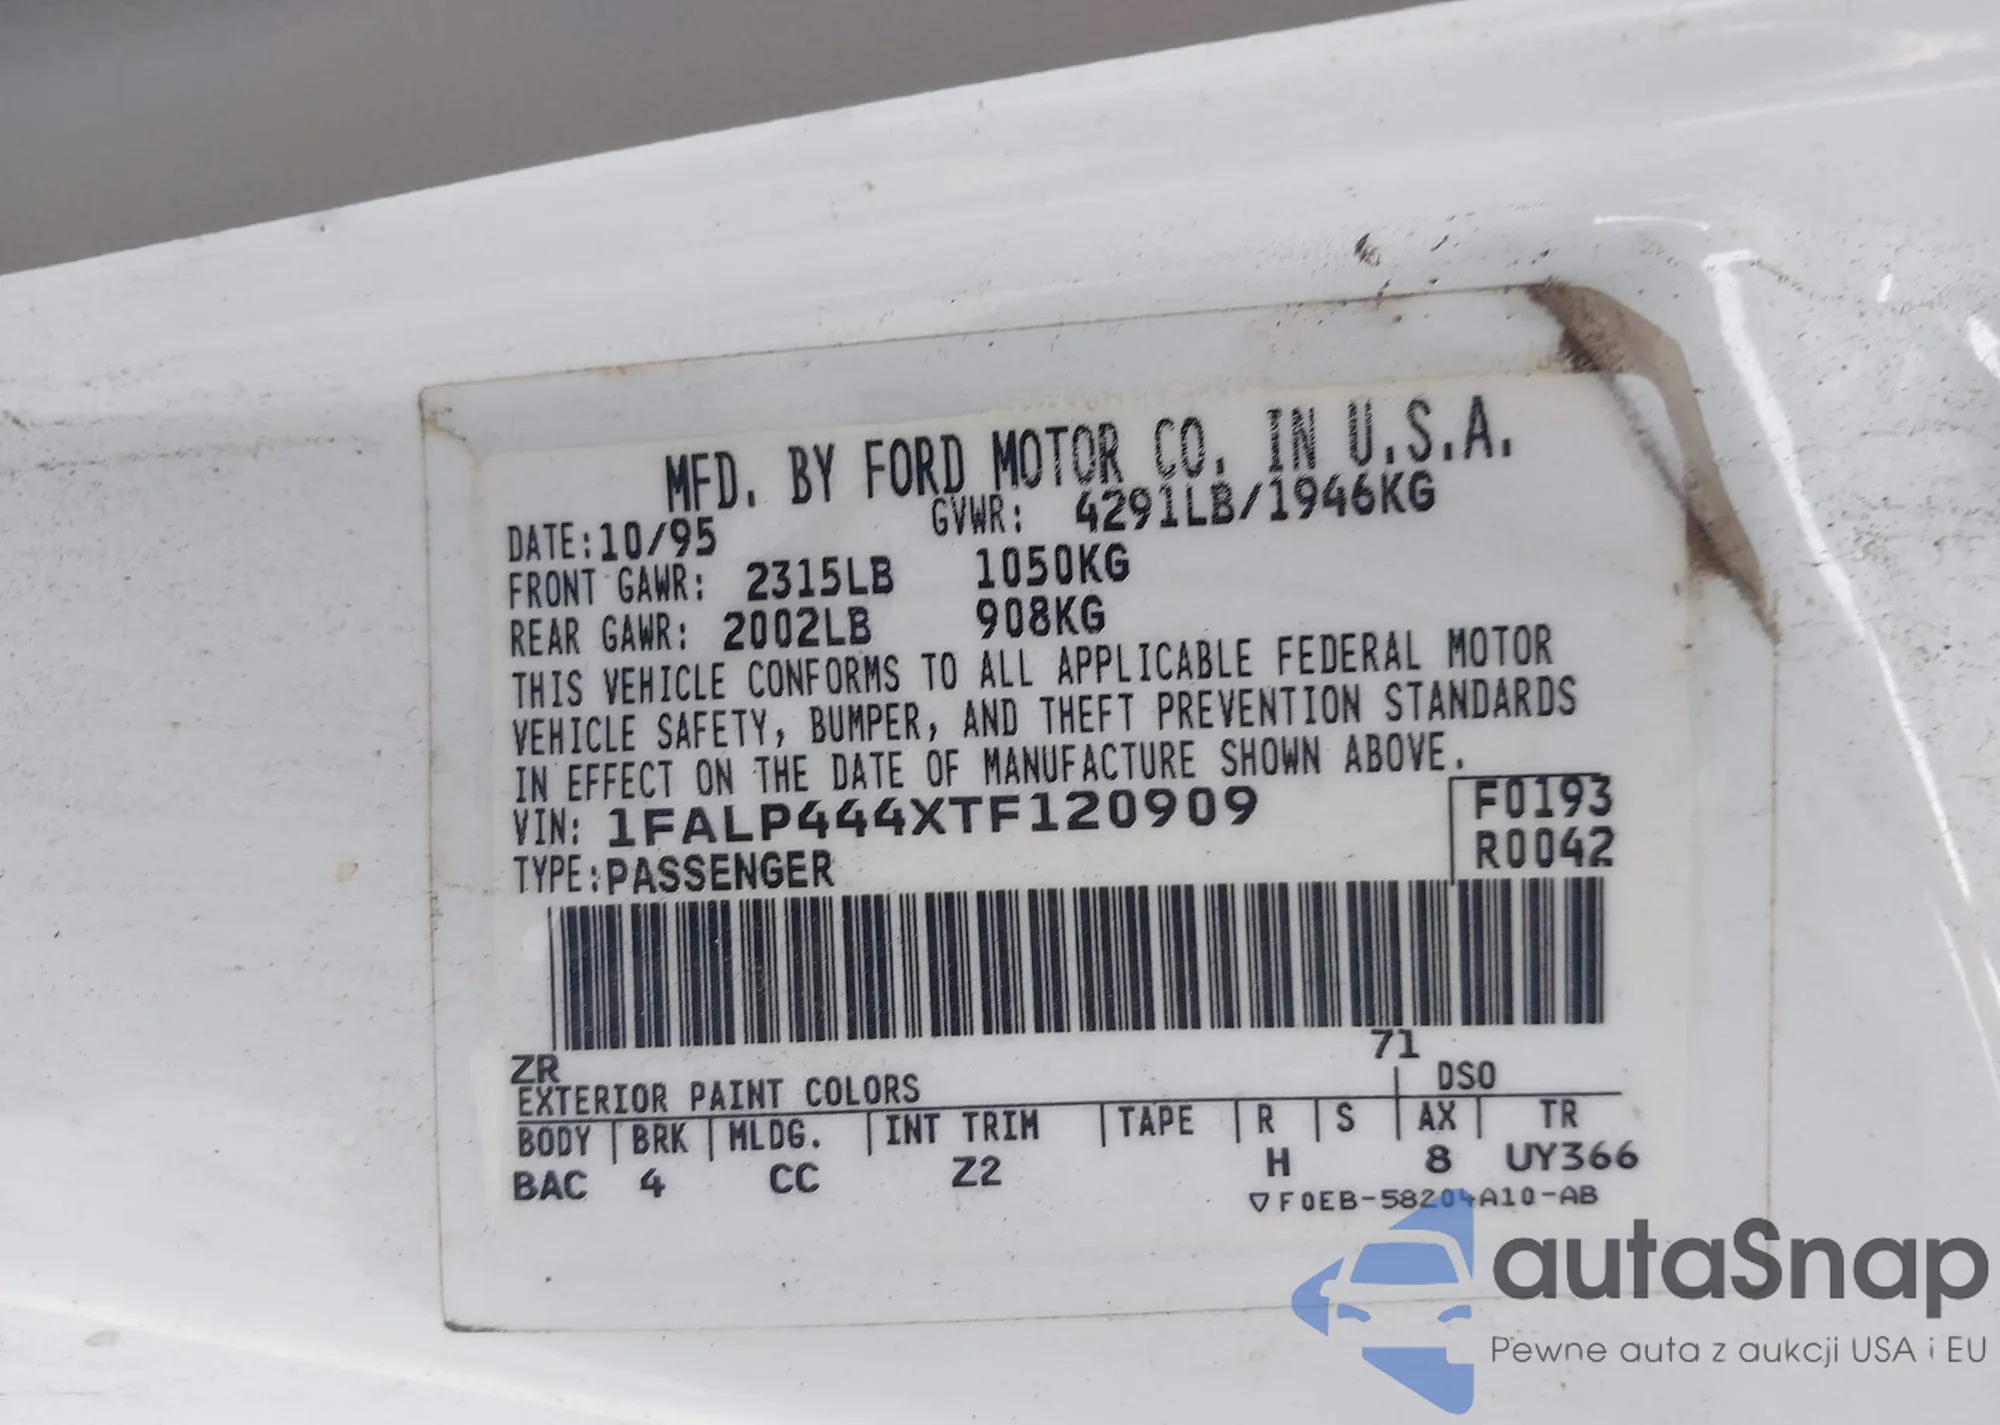 MFD. BY FORD MOTOR CO. IN U.S.A.
DATE:10/95 GVWR: 4291LB/1946KG
FRONT GAWR: 2315LB 1050KG
REAR GAWR: 2002LB 908KG
THIS VEHICLE CONFORMS TO ALL APPLICABLE FEDERAL MOTOR
VEHICLE SAFETY, BUMPER, AND THEFT PREVENTION STANDARDS
IN EFFECT ON THE DATE OF MANUFACTURE SHOWN ABOVE.
VIN: 1FALP444XTF120909 F0193
TYPE:PASSENGER R0042
ZR 71
EXTERIOR PAINT COLORS DSO
BODY BRK MLDG. INT TRIM TAPE R S AX TR
BAC 4 CC Z2 H 8 UY366
▽F0EB-58204A10-AB
autaSnap
Pewne auta z aukcji USA i EU